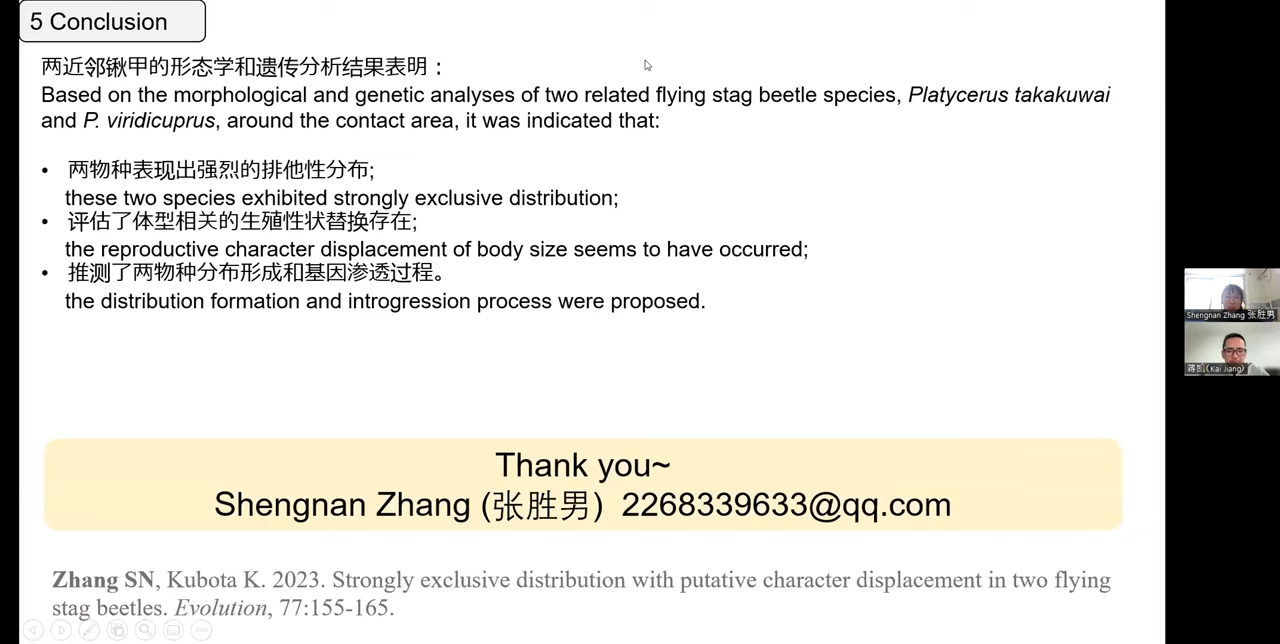 5 Conclusion
两近邻锹甲的形态学和遗传分析结果表明：
Based on the morphological and genetic analyses of two related flying stag beetle species, Platycerus takakuwai
and P. viridicuprus, around the contact area, it was indicated that:
• 两物种表现出强烈的排他性分布;
these two species exhibited strongly exclusive distribution;
• 评估了体型相关的生殖性状替换存在;
the reproductive character displacement of body size seems to have occurred;
• 推测了两物种分布形成和基因渗透过程。
the distribution formation and introgression process were proposed.
Shengnan Zhang 张胜男
蒋凯(Kai Jiang)
Thank you~
Shengnan Zhang (张胜男) 2268339633@qq.com
Zhang SN, Kubota K. 2023. Strongly exclusive distribution with putative character displacement in two flying
stag beetles. Evolution, 77:155-165.